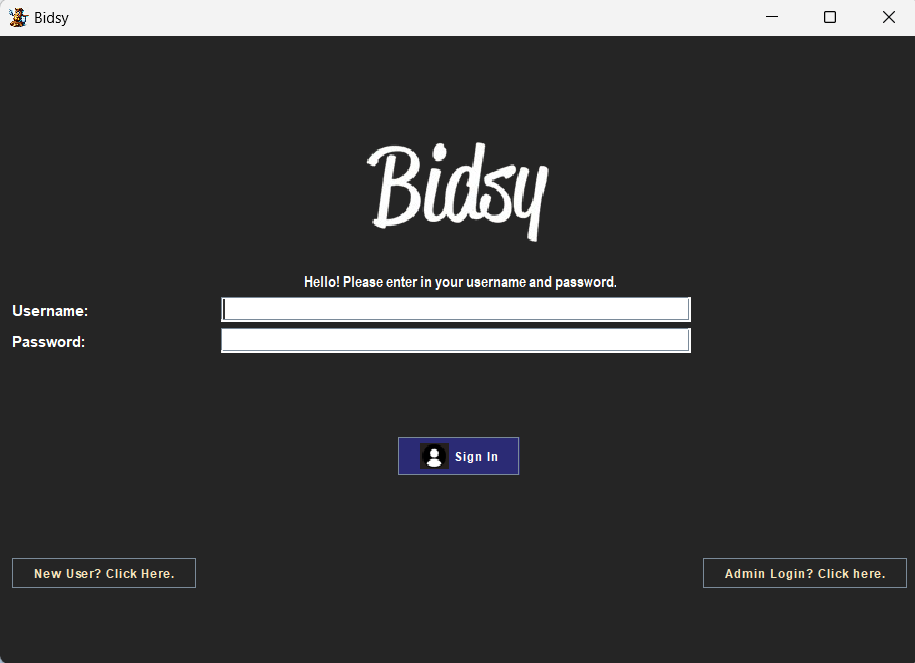 Bidsy
Bidsy
Hello! Please enter in your username and password.
Username:
Password:
Sign In
New User? Click Here.
Admin Login? Click here.